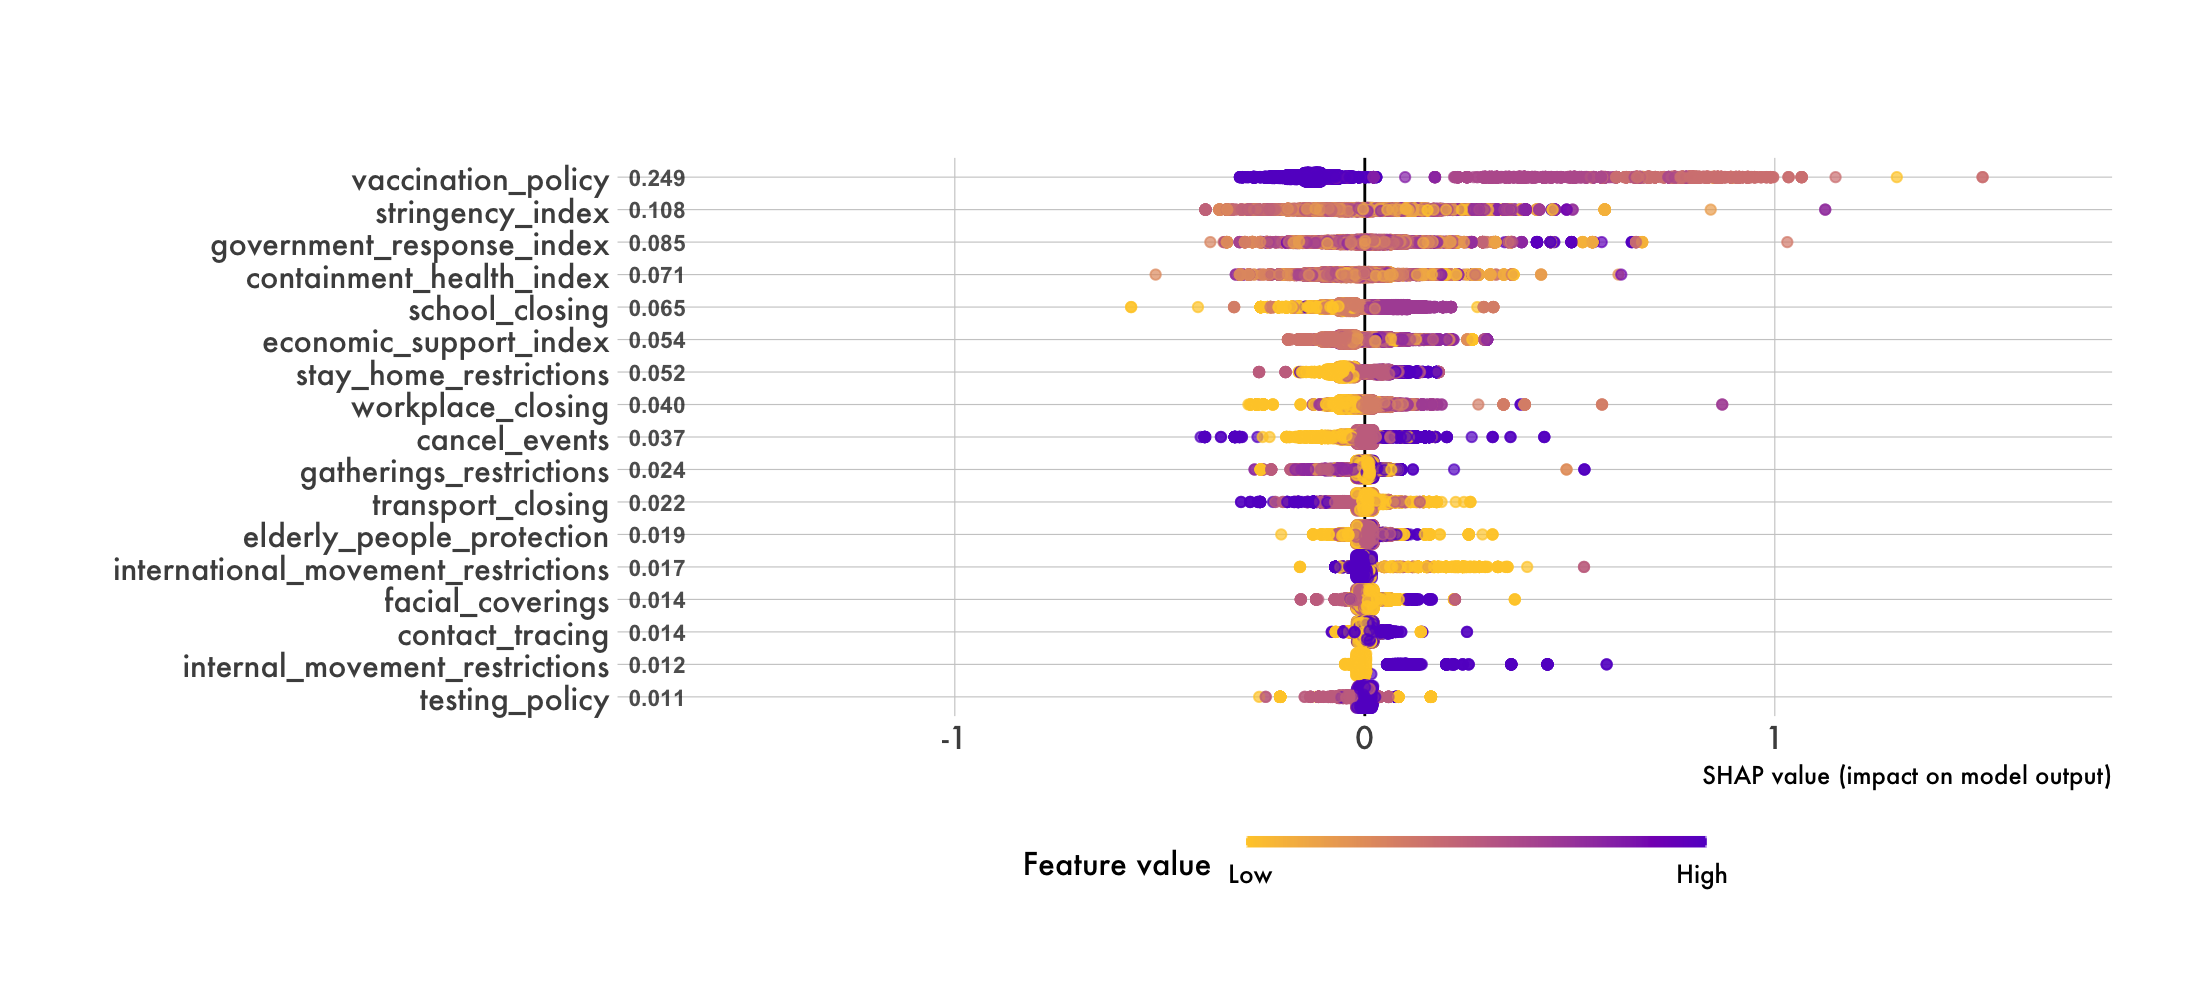 vaccination_policy 0.249
stringency_index 0.108
government_response_index 0.085
containment_health_index 0.071
school_closing 0.065
economic_support_index 0.054
stay_home_restrictions 0.052
workplace_closing 0.040
cancel_events 0.037
gatherings_restrictions 0.024
transport_closing 0.022
elderly_people_protection 0.019
international_movement_restrictions 0.017
facial_coverings 0.014
contact_tracing 0.014
internal_movement_restrictions 0.012
testing_policy 0.011
-1 0 1
SHAP value (impact on model output)
Feature value Low High